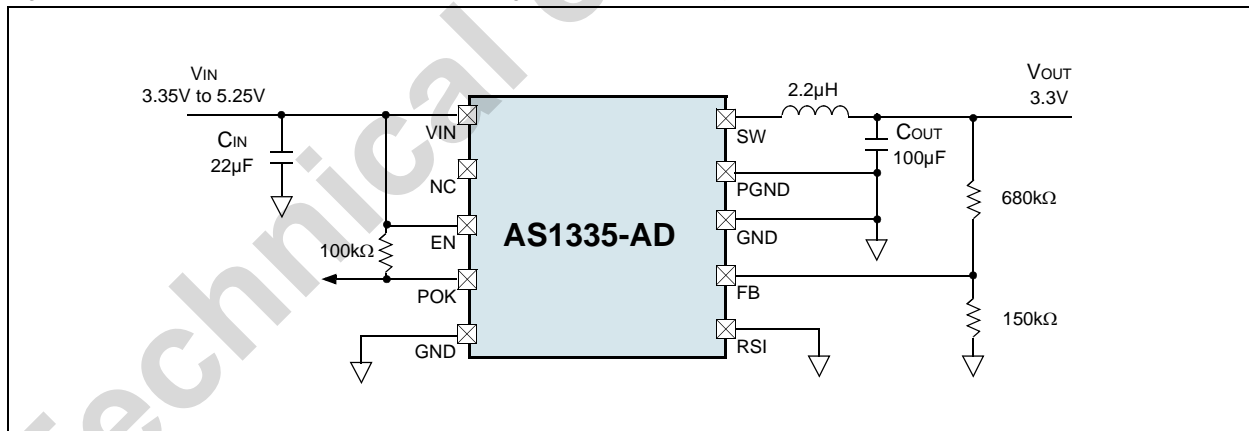 Technical
VIN
3.35V to 5.25V
CIN
22µF
100kΩ
VIN
NC
EN
POK
GND
AS1335-AD
SW
PGND
GND
FB
RSI
2.2µH
COUT
100µF
VOUT
3.3V
680kΩ
150kΩ